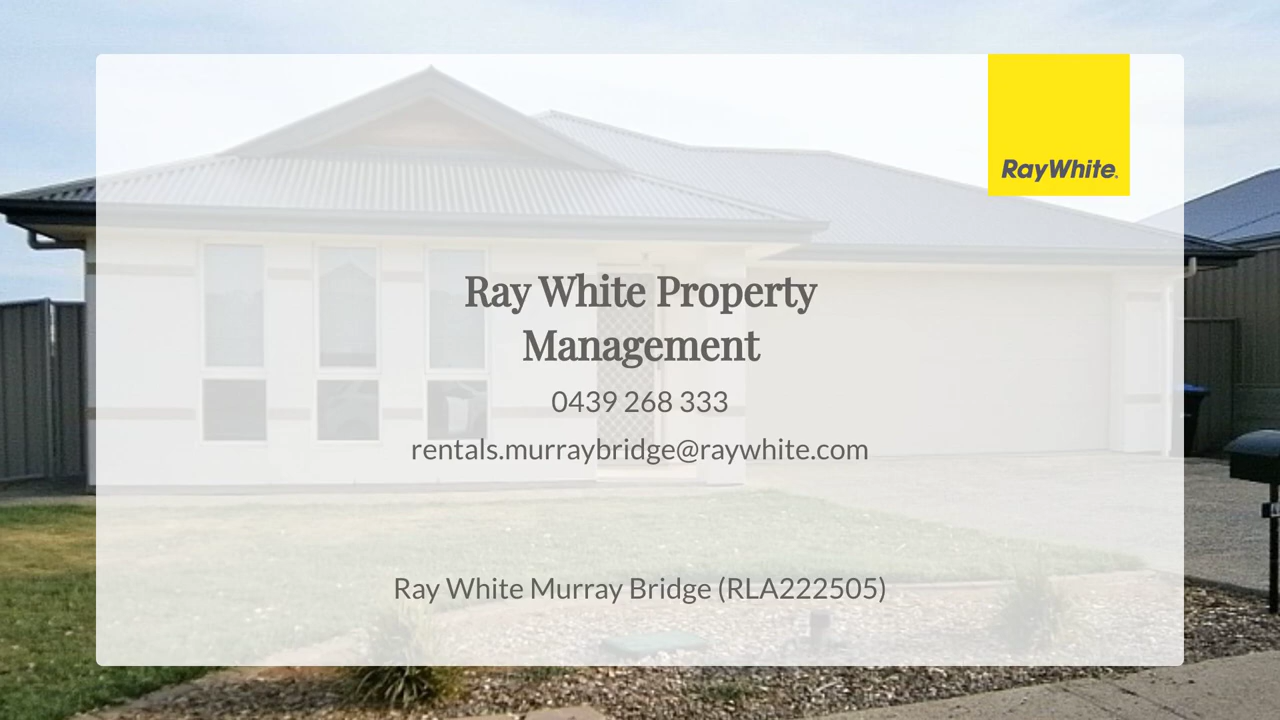 RayWhite.
Ray White Property
Management
0439 268 333
rentals.murraybridge@raywhite.com
Ray White Murray Bridge (RLA222505)